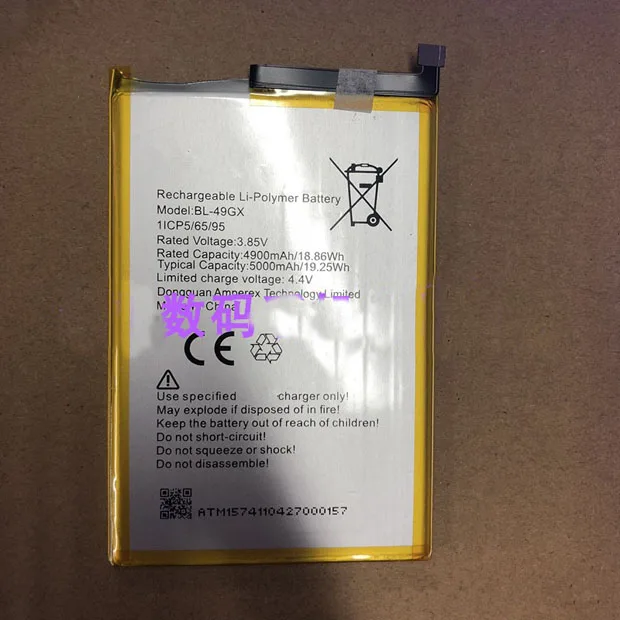 Rechargeable Li-Polymer Battery
Model:BL-49GX
1ICP5/65/95
Rated Voltage:3.85V
Rated Capacity:4900mAh/18.86Wh
Typical Capacity:5000mAh/19.25Wh
Limited charge voltage: 4.4V
Dongguan Amperex Technology Limited
China
数码
CE
Use specified charger only!
May explode if disposed of in fire!
Keep the battery out of reach of children!
Do not short-circuit!
Do not squeeze or shock!
Do not disassemble!
ATM1574110427000157